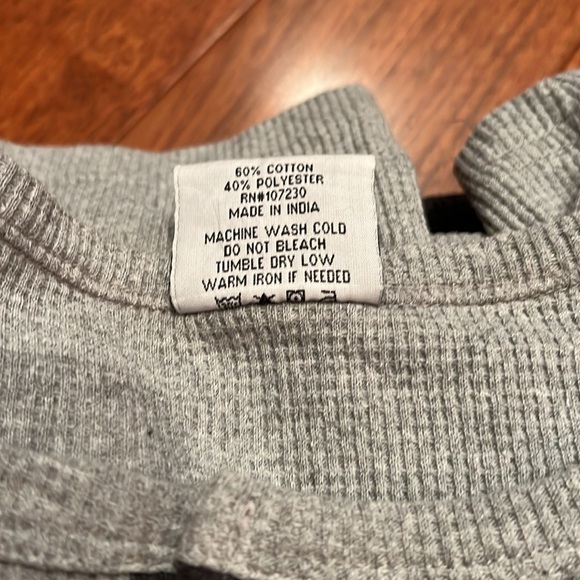 60% COTTON
40% POLYESTER
RN#107230
MADE IN INDIA
MACHINE WASH COLD
DO NOT BLEACH
TUMBLE DRY LOW
WARM IRON IF NEEDED